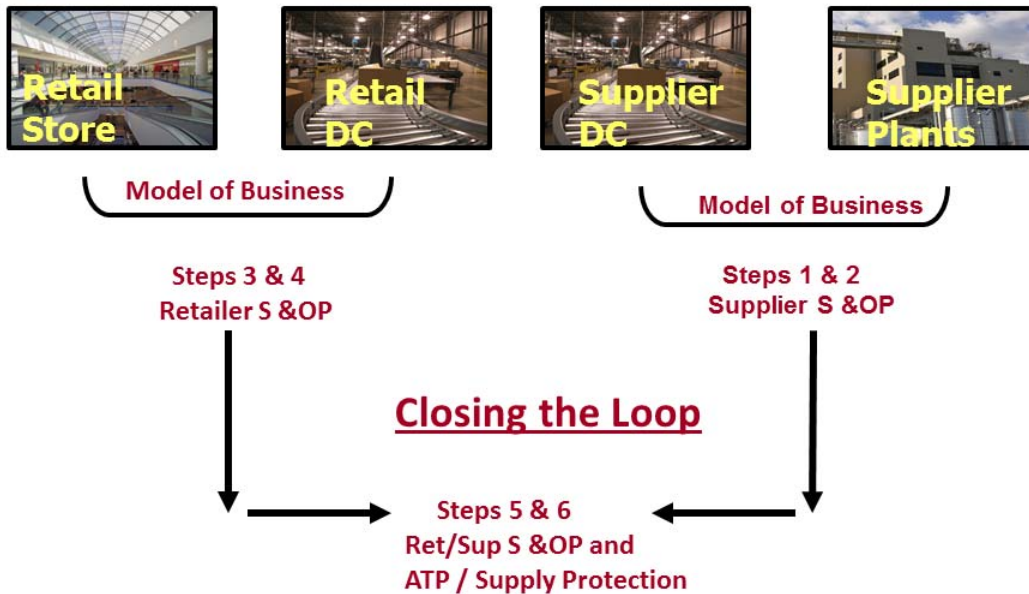 Retail
Store
Retail
DC
Supplier
DC
Supplier
Plants
Model of Business
Model of Business
Steps 3 & 4
Retailer S &OP
Steps 1 & 2
Supplier S &OP
Closing the Loop
Steps 5 & 6
Ret/Sup S &OP and
ATP / Supply Protection